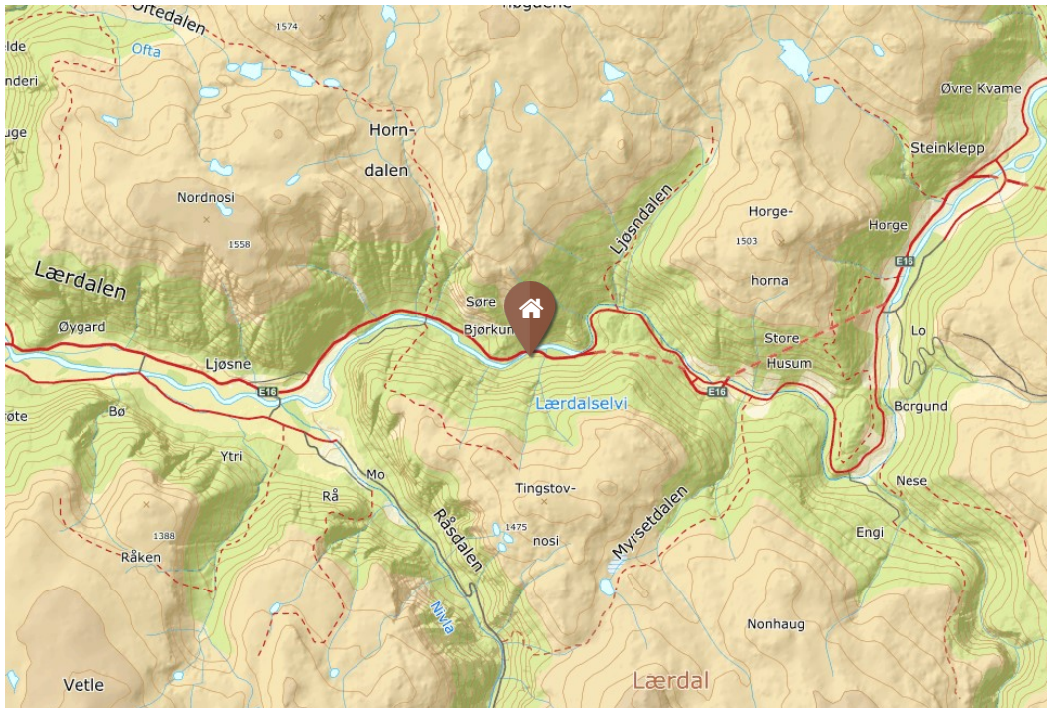 1574
Oftedalen
Ofta
Øvre Kvame
Horn-
dalen
Steinklepp
Nordnosi
Ljøsndalen
Horge-
Horge
1558
1503
Lærdalen
horna
E16
Søre
Øygard
Bjørkum
Store
Lo
Ljøsne
Husum
E16
E16
Lærdalselvi
Borgund
Bø
Ytri
Mo
Nese
Rå
Tingstov-
1475
Råsdalen
Myrsetdalen
1388
Engi
nosi
Råken
Nivla
Nonhaug
Vetle
Lærdal